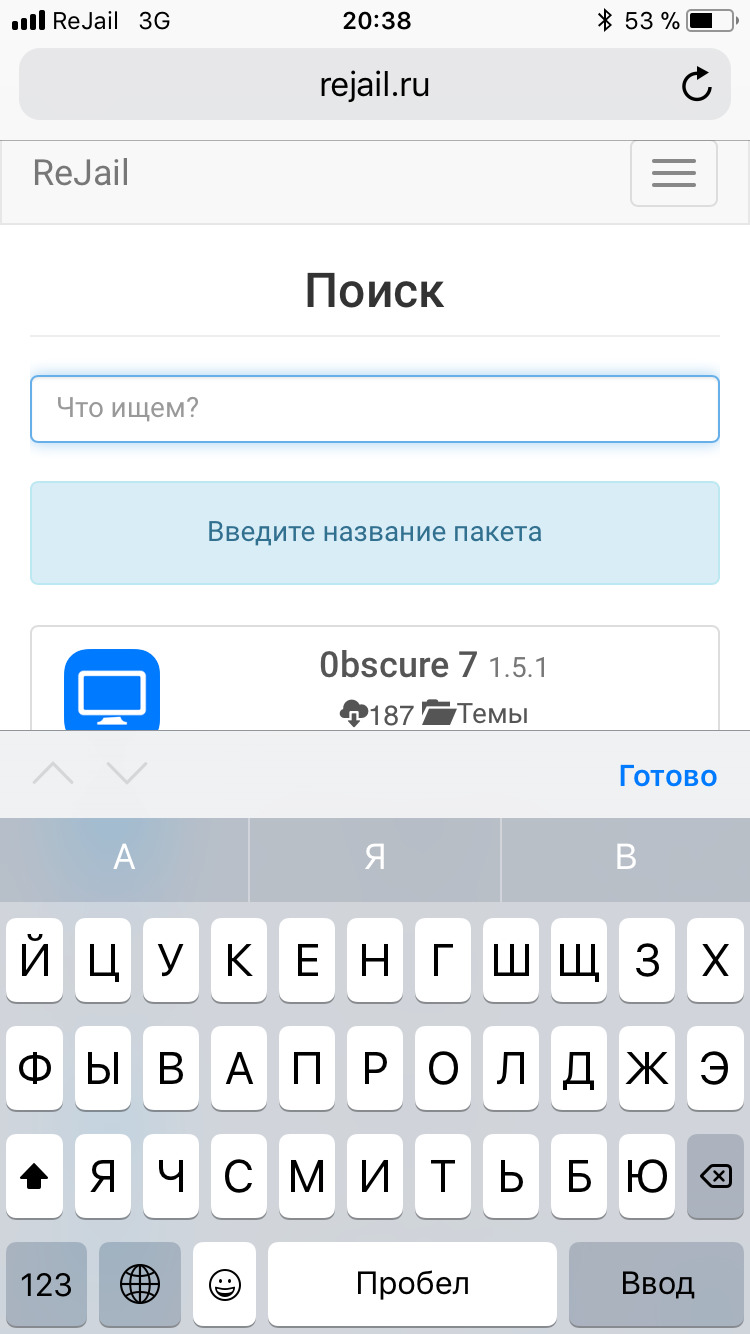 ReJail 3G 20:38 53 %
rejail.ru
ReJail
Поиск
Что ищем?
Введите название пакета
0bscure 7 1.5.1
187 Темы
Готово
А Я В
Й Ц У К Е Н Г Ш Щ З Х
Ф Ы В А П Р О Л Д Ж Э
Я Ч С М И Т Ь Б Ю
123 Пробел Ввод